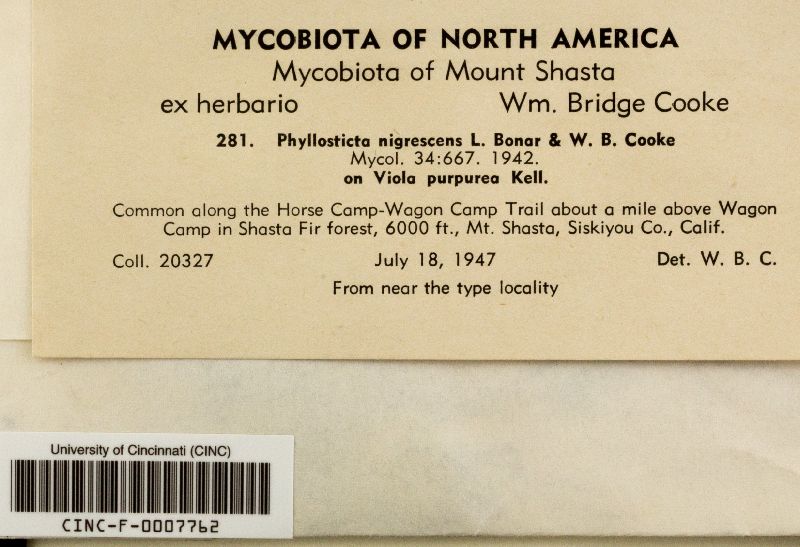 MYCOBIOTA OF NORTH AMERICA
Mycobiota of Mount Shasta
ex herbario Wm. Bridge Cooke
281. Phyllosticta nigrescens L. Bonar & W. B. Cooke
Mycol. 34:667. 1942.
on Viola purpurea Kell.
Common along the Horse Camp-Wagon Camp Trail about a mile above Wagon
Camp in Shasta Fir forest, 6000 ft., Mt. Shasta, Siskiyou Co., Calif.
Coll. 20327 July 18, 1947 Det. W. B. C.
From near the type locality
University of Cincinnati (CINC)
CINC-F-0007762